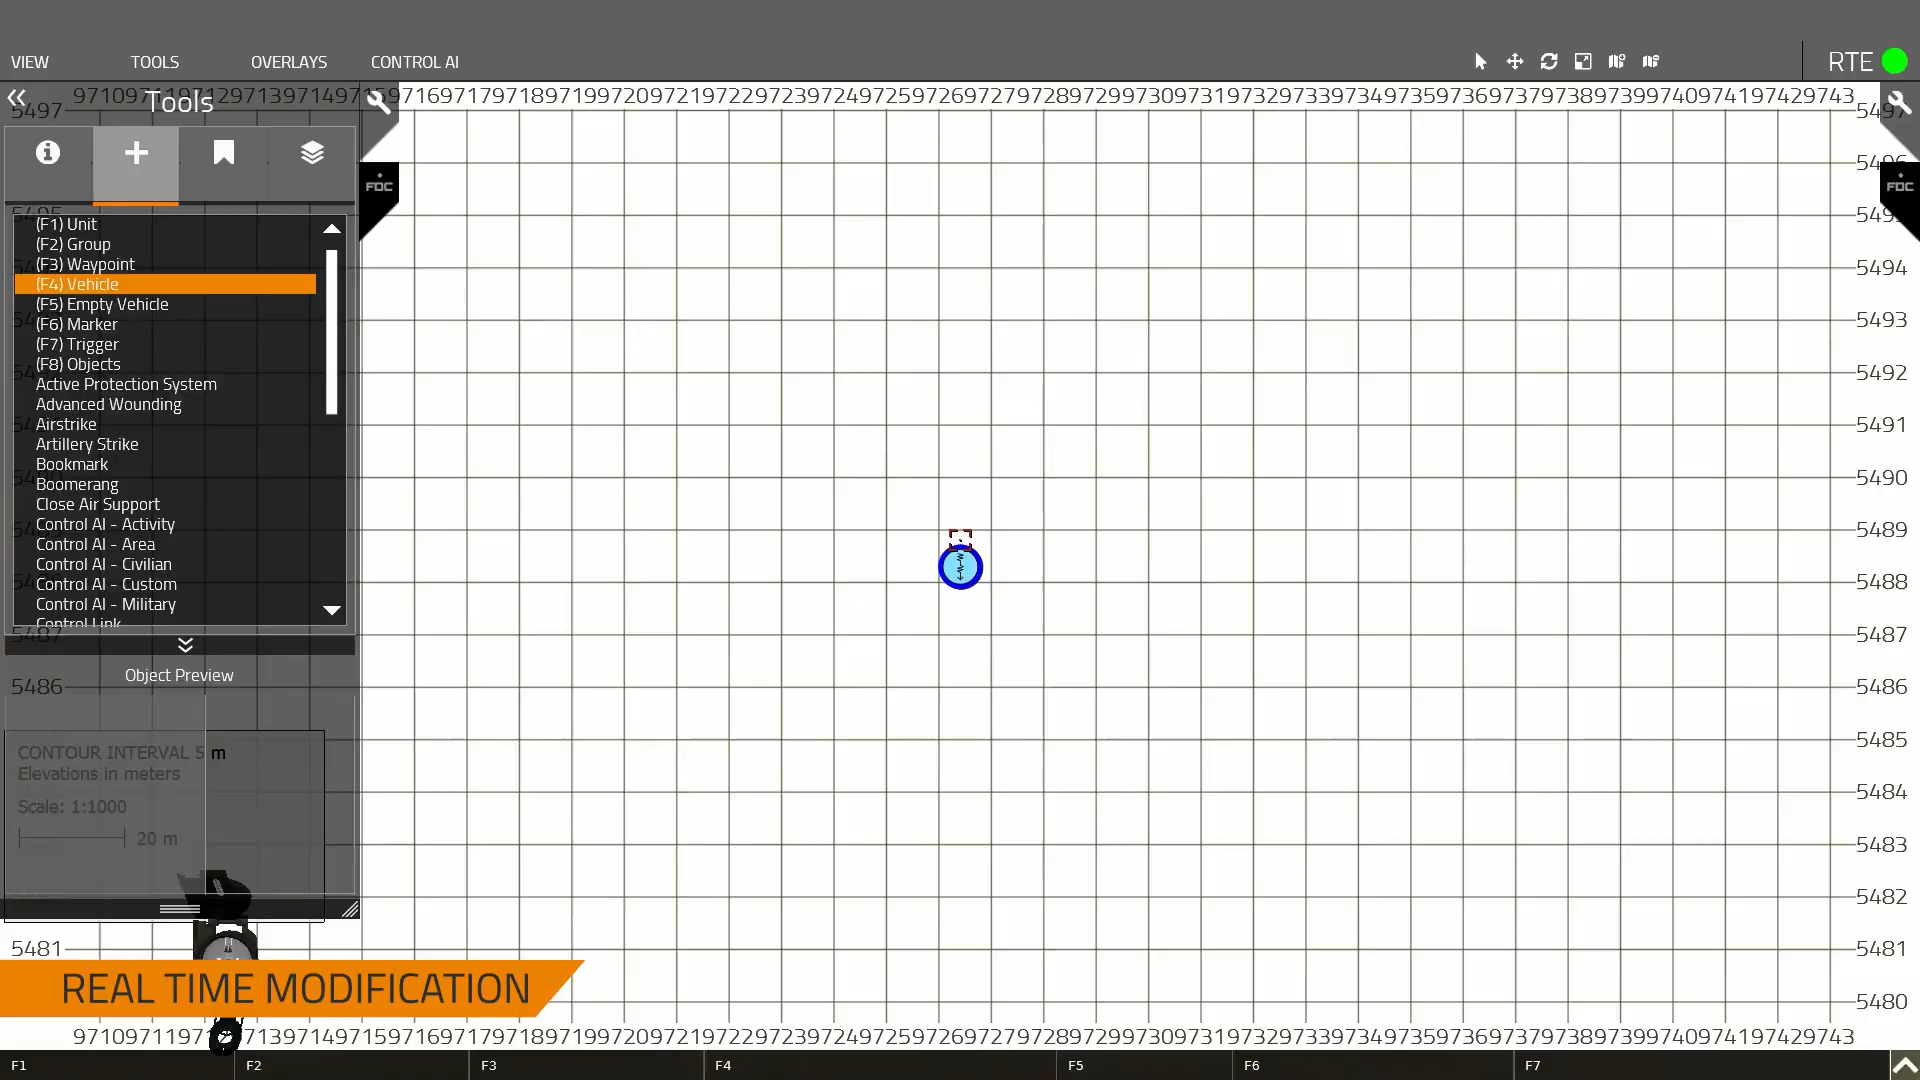 VIEW TOOLS OVERLAYS CONTROL AI RTE
Tools
5497
FDC
FDC
(F1) Unit
(F2) Group
(F3) Waypoint
(F4) Vehicle
(F5) Empty Vehicle
(F6) Marker
(F7) Trigger
(F8) Objects
Active Protection System
Advanced Wounding
Airstrike
Artillery Strike
Bookmark
Boomerang
Close Air Support
Control AI - Activity
Control AI - Area
Control AI - Civilian
Control AI - Custom
Control AI - Military
Control Link
5494
5493
5492
5491
5490
5489
5488
5487
Object Preview
5486 5486
CONTOUR INTERVAL 5 m
Elevations in meters
Scale: 1:1000
20 m
5485
5484
5483
5482
5481 5481
REAL TIME MODIFICATION
5480
F1 F2 F3 F4 F5 F6 F7